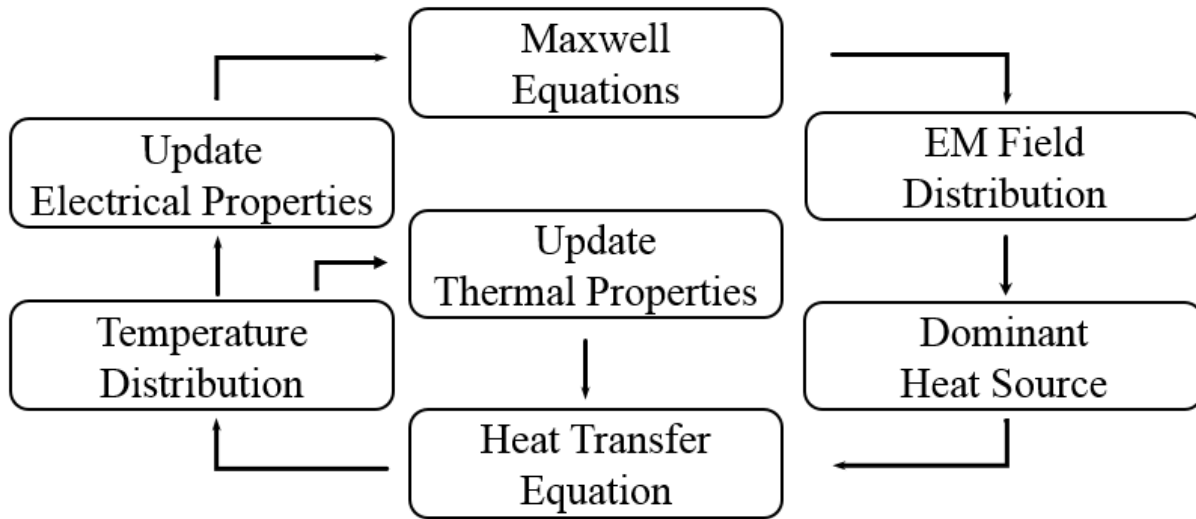 Maxwell
Equations
Update
Electrical Properties
EM Field
Distribution
Update
Thermal Properties
Temperature
Distribution
Dominant
Heat Source
Heat Transfer
Equation